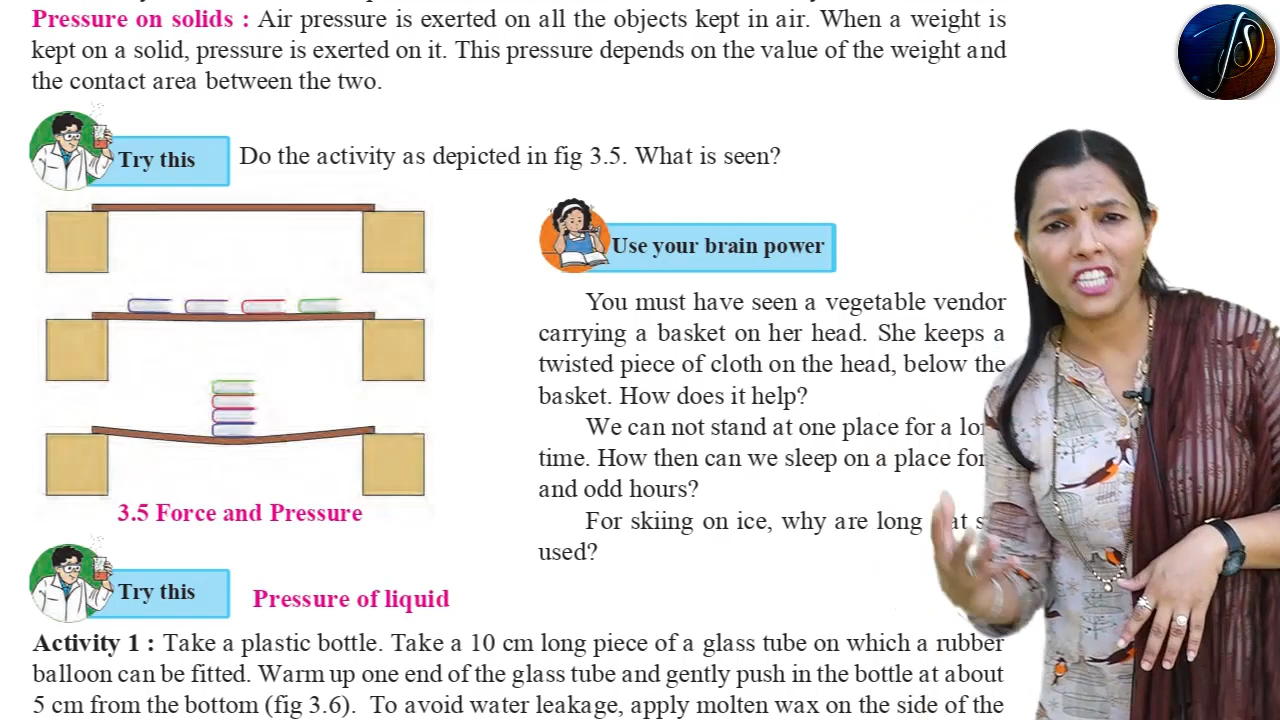 Pressure on solids : Air pressure is exerted on all the objects kept in air. When a weight is
kept on a solid, pressure is exerted on it. This pressure depends on the value of the weight and
the contact area between the two.
Try this
Do the activity as depicted in fig 3.5. What is seen?
3.5 Force and Pressure
Use your brain power
You must have seen a vegetable vendor
carrying a basket on her head. She keeps a
twisted piece of cloth on the head, below the
basket. How does it help?
We can not stand at one place for a
time. How then can we sleep on a place for
and odd hours?
For skiing on ice, why are long
used?
Try this
Pressure of liquid
Activity 1 : Take a plastic bottle. Take a 10 cm long piece of a glass tube on which a rubber
balloon can be fitted. Warm up one end of the glass tube and gently push in the bottle at about
5 cm from the bottom (fig 3.6). To avoid water leakage, apply molten wax on the side of the